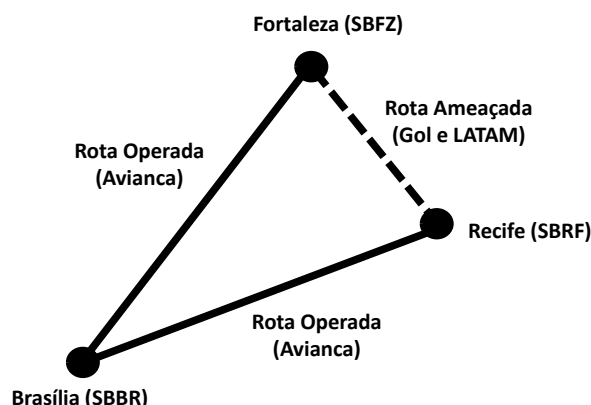 Fortaleza (SBFZ)
Rota Ameaçada
(Gol e LATAM)
Rota Operada
(Avianca)
Recife (SBRF)
Rota Operada
(Avianca)
Brasília (SBBR)